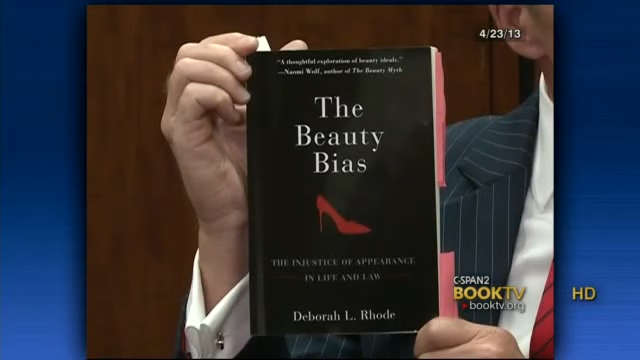 4/23/13
"A thoughtful exploration of beauty ideals."
—Naomi Wolf, author of The Beauty Myth
The
Beauty
Bias
THE INJUSTICE OF APPEARANCE
IN LIFE AND LAW
Deborah L. Rhode
C-SPAN2
BOOKTV
booktv.org
HD